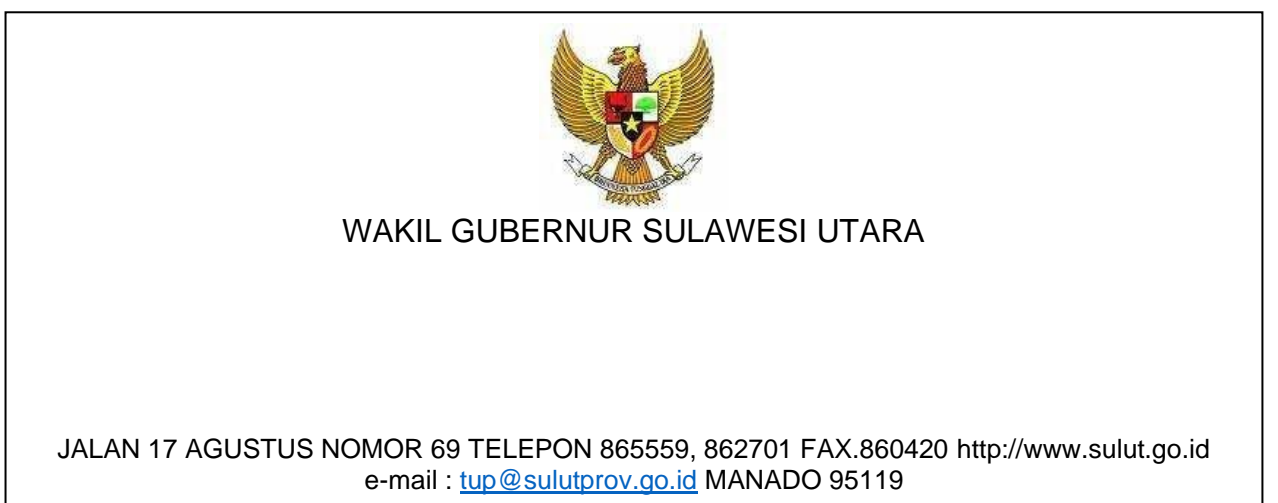 WAKIL GUBERNUR SULAWESI UTARA
JALAN 17 AGUSTUS NOMOR 69 TELEPON 865559, 862701 FAX.860420 http://www.sulut.go.id
e-mail : tup@sulutprov.go.id MANADO 95119